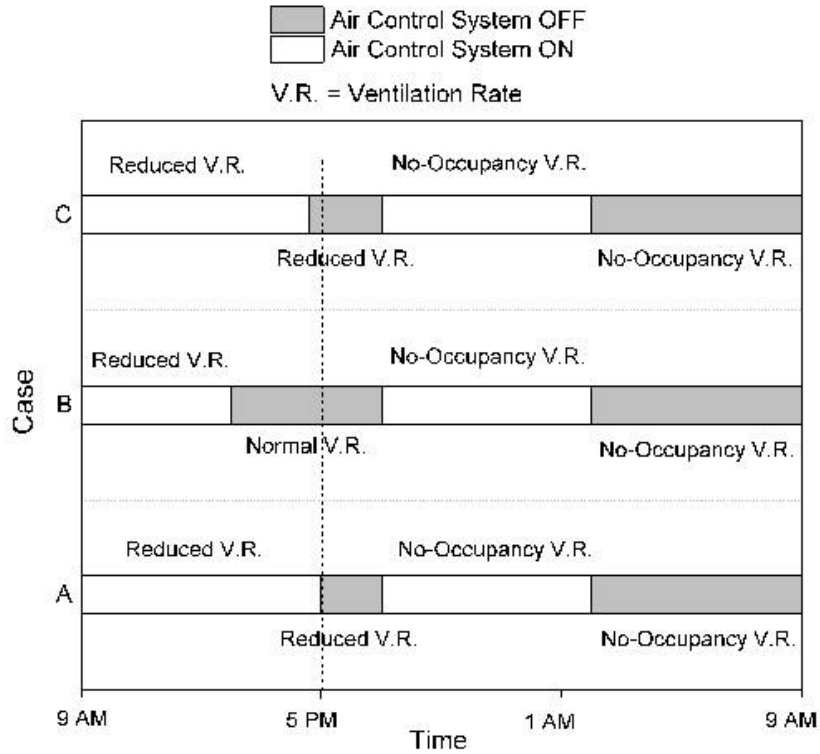 Air Control System OFF
Air Control System ON
V.R. = Ventilation Rate
Reduced V.R. No-Occupancy V.R.
C
Reduced V.R. No-Occupancy V.R.
Reduced V.R. No-Occupancy V.R.
B
Normal V.R. No-Occupancy V.R.
Case
Reduced V.R. No-Occupancy V.R.
A
Reduced V.R. No-Occupancy V.R.
9 AM 5 PM 1 AM 9 AM
Time